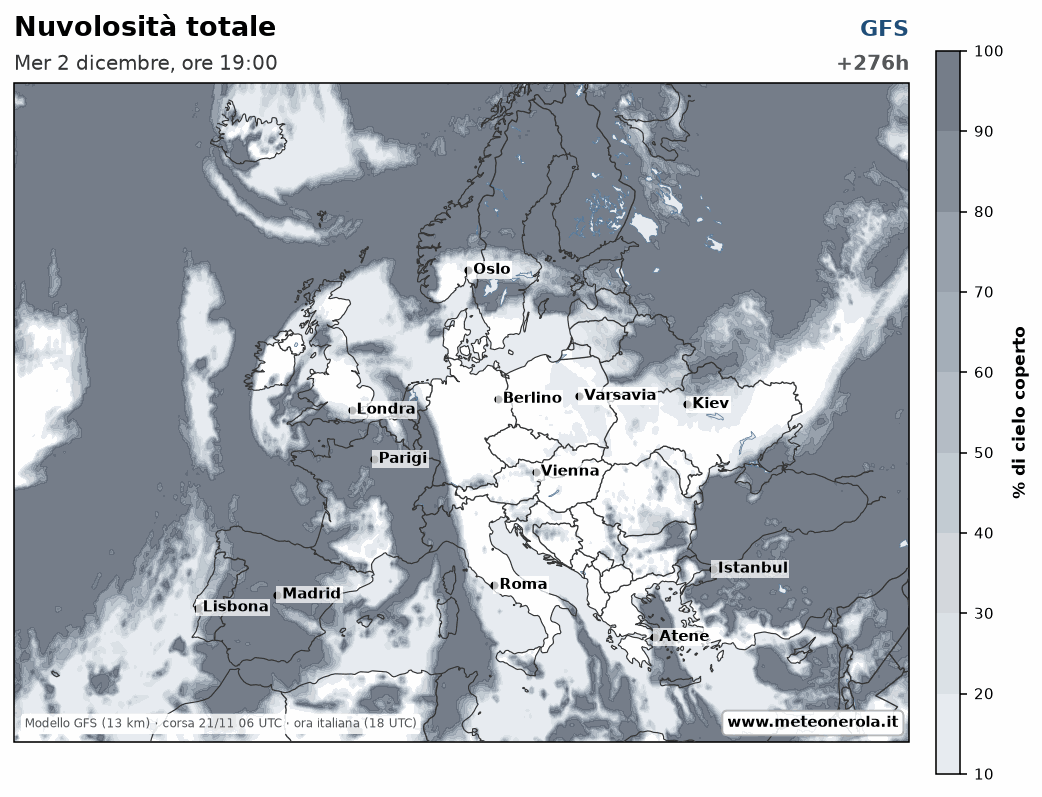 Nuvolosità totale
GFS
Mer 2 dicembre, ore 19:00
+276h
100
90
80
70
60
50
40
30
20
10
% di cielo coperto
Oslo
Berlino
Varsavia
Kiev
Londra
Parigi
Vienna
Istanbul
Roma
Madrid
Lisbona
Atene
Modello GFS (13 km) · corsa 21/11 06 UTC · ora italiana (18 UTC)
www.meteonerola.it